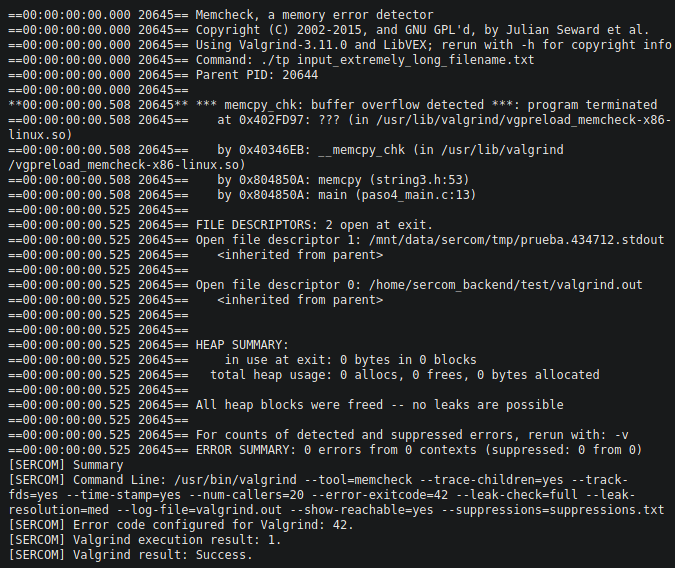 ==00:00:00:00.000 20645== Memcheck, a memory error detector
==00:00:00:00.000 20645== Copyright (C) 2002-2015, and GNU GPL'd, by Julian Seward et al.
==00:00:00:00.000 20645== Using Valgrind-3.11.0 and LibVEX; rerun with -h for copyright info
==00:00:00:00.000 20645== Command: ./tp input_extremely_long_filename.txt
==00:00:00:00.000 20645== Parent PID: 20644
==00:00:00:00.000 20645==
**00:00:00:00.508 20645** *** memcpy_chk: buffer overflow detected ***: program terminated
==00:00:00:00.508 20645==    at 0x402FD97: ??? (in /usr/lib/valgrind/vgpreload_memcheck-x86-
linux.so)
==00:00:00:00.508 20645==    by 0x40346EB: __memcpy_chk (in /usr/lib/valgrind
/vgpreload_memcheck-x86-linux.so)
==00:00:00:00.508 20645==    by 0x804850A: memcpy (string3.h:53)
==00:00:00:00.508 20645==    by 0x804850A: main (paso4_main.c:13)
==00:00:00:00.525 20645==
==00:00:00:00.525 20645== FILE DESCRIPTORS: 2 open at exit.
==00:00:00:00.525 20645== Open file descriptor 1: /mnt/data/sercom/tmp/prueba.434712.stdout
==00:00:00:00.525 20645==    <inherited from parent>
==00:00:00:00.525 20645==
==00:00:00:00.525 20645== Open file descriptor 0: /home/sercom_backend/test/valgrind.out
==00:00:00:00.525 20645==    <inherited from parent>
==00:00:00:00.525 20645==
==00:00:00:00.525 20645==
==00:00:00:00.525 20645== HEAP SUMMARY:
==00:00:00:00.525 20645==     in use at exit: 0 bytes in 0 blocks
==00:00:00:00.525 20645==   total heap usage: 0 allocs, 0 frees, 0 bytes allocated
==00:00:00:00.525 20645==
==00:00:00:00.525 20645== All heap blocks were freed -- no leaks are possible
==00:00:00:00.525 20645==
==00:00:00:00.525 20645== For counts of detected and suppressed errors, rerun with: -v
==00:00:00:00.525 20645== ERROR SUMMARY: 0 errors from 0 contexts (suppressed: 0 from 0)
[SERCOM] Summary
[SERCOM] Command Line: /usr/bin/valgrind --tool=memcheck --trace-children=yes --track-
fds=yes --time-stamp=yes --num-callers=20 --error-exitcode=42 --leak-check=full --leak-
resolution=med --log-file=valgrind.out --show-reachable=yes --suppressions=suppressions.txt
[SERCOM] Error code configured for Valgrind: 42.
[SERCOM] Valgrind execution result: 1.
[SERCOM] Valgrind result: Success.